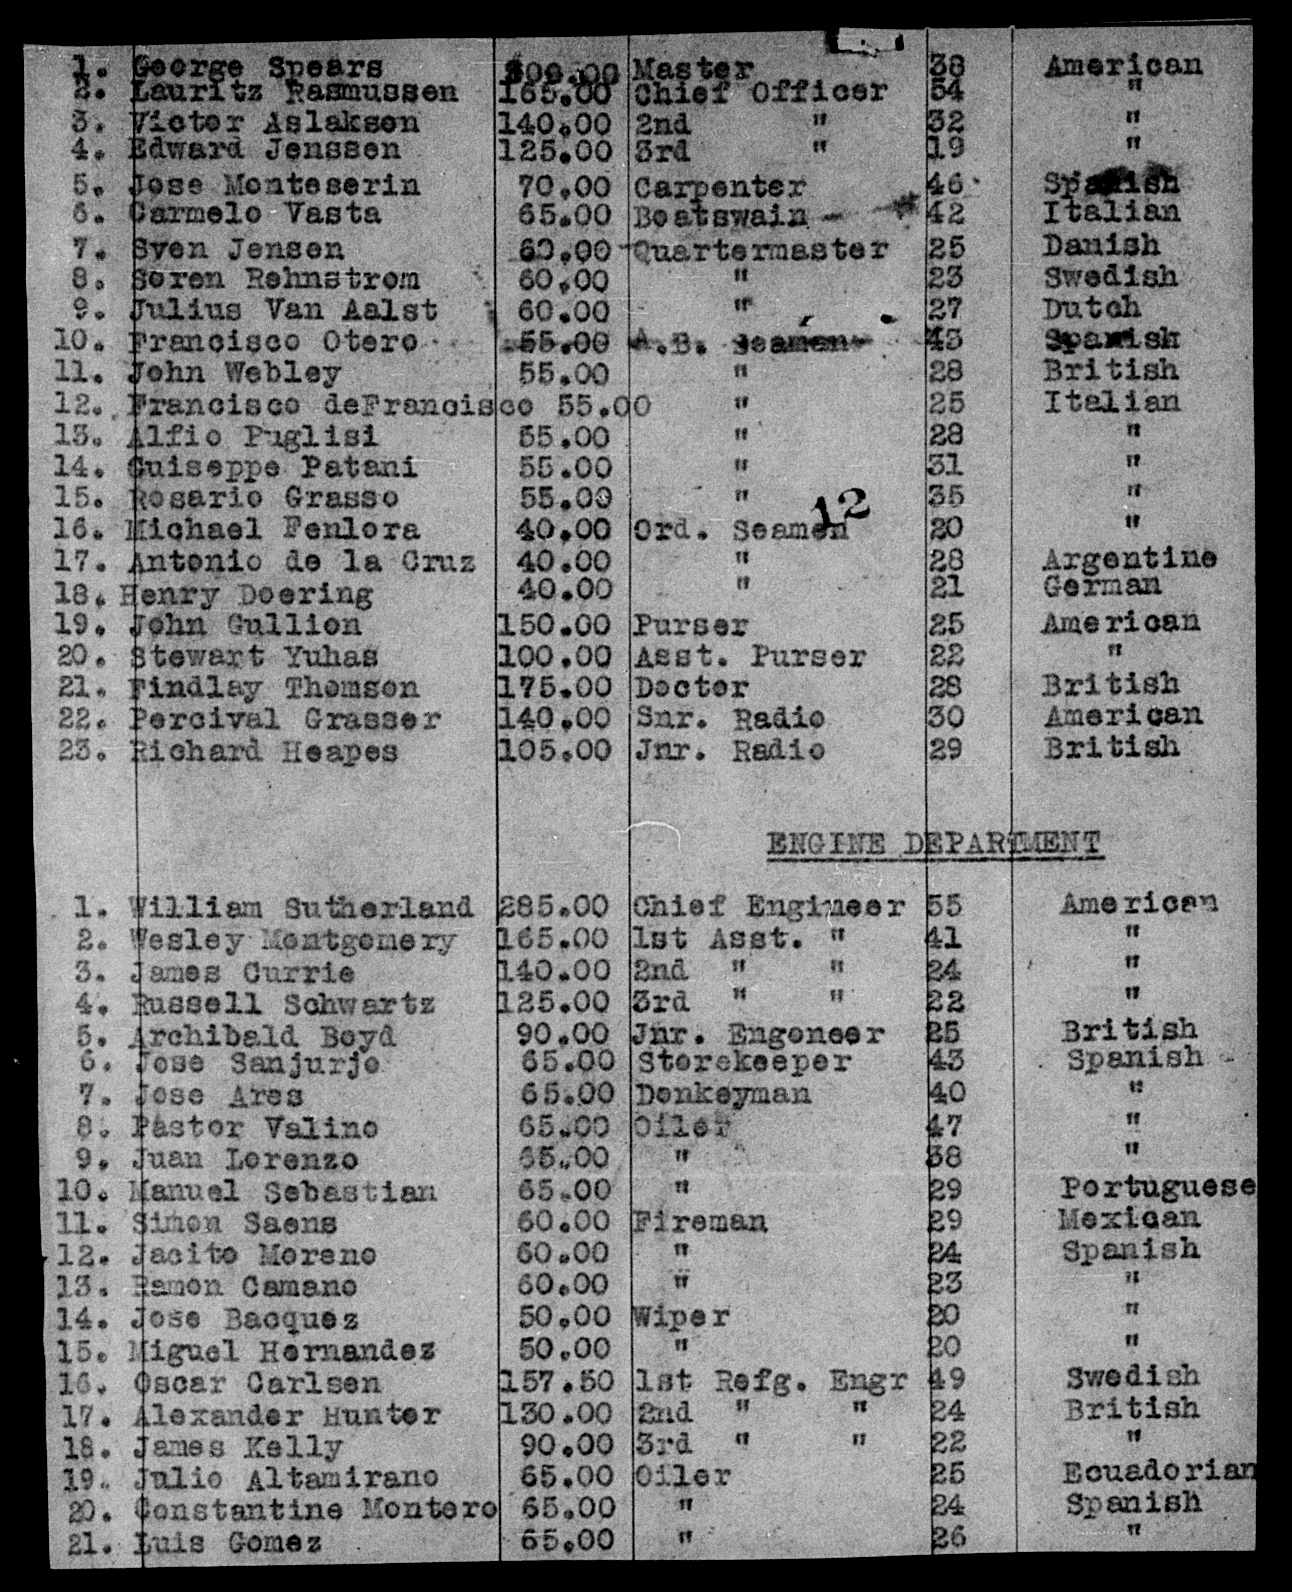 1. George Spears 300.00 Master 38 American
2. Lauritz Rasmussen 165.00 Chief Officer 54 "
3. Victor Aslaksen 140.00 2nd " 32 "
4. Edward Jenssen 125.00 3rd " 19 "
5. Jose Monteserin 70.00 Carpenter 46 Spanish
6. Carmelo Vasta 65.00 Boatswain 42 Italian
7. Sven Jensen 60.00 Quartermaster 25 Danish
8. Soren Rehnstrom 60.00 " 23 Swedish
9. Julius Van Aalst 60.00 " 27 Dutch
10. Francisco Otero 55.00 A.B. Seamen 43 Spanish
11. John Webley 55.00 " 28 British
12. Francisco deFrancisco 55.00 " 25 Italian
13. Alfio Puglisi 55.00 " 28 "
14. Guiseppe Patani 55.00 " 31 "
15. Rosario Grasso 55.00 " 35 "
12
16. Michael Fenlora 40.00 Ord. Seamen 20 "
17. Antonio de la Cruz 40.00 " 28 Argentine
18. Henry Doering 40.00 " 21 German
19. John Gullion 150.00 Purser 25 American
20. Stewart Yuhas 100.00 Asst. Purser 22 "
21. Findlay Thomson 175.00 Doctor 28 British
22. Percival Grasser 140.00 Snr. Radio 30 American
23. Richard Heapes 105.00 Jnr. Radio 29 British
ENGINE DEPARTMENT
1. William Sutherland 285.00 Chief Engineer 55 American
2. Wesley Montgomery 165.00 1st Asst. " 41 "
3. James Currie 140.00 2nd " " 24 "
4. Russell Schwartz 125.00 3rd " " 22 "
5. Archibald Boyd 90.00 Jnr. Engeneer 25 British
6. Jose Sanjurjo 65.00 Storekeeper 43 Spanish
7. Jose Ares 65.00 Donkeyman 40 "
8. Pastor Valino 65.00 Oiler 47 "
9. Juan Lorenzo 65.00 " 38 "
10. Manuel Sebastian 65.00 " 29 Portuguese
11. Simon Saens 60.00 Fireman 29 Mexican
12. Jacito Moreno 60.00 " 24 Spanish
13. Ramon Camano 60.00 " 23 "
14. Jose Bacquez 50.00 Wiper 20 "
15. Miguel Hernandez 50.00 " 20 "
16. Oscar Carlsen 157.50 1st Refg. Engr 49 Swedish
17. Alexander Hunter 130.00 2nd " " 24 British
18. James Kelly 90.00 3rd " " 22 "
19. Julio Altamirano 65.00 Oiler 25 Ecuadorian
20. Constantine Montero 65.00 " 24 Spanish
21. Luis Gomez 65.00 " 26 "